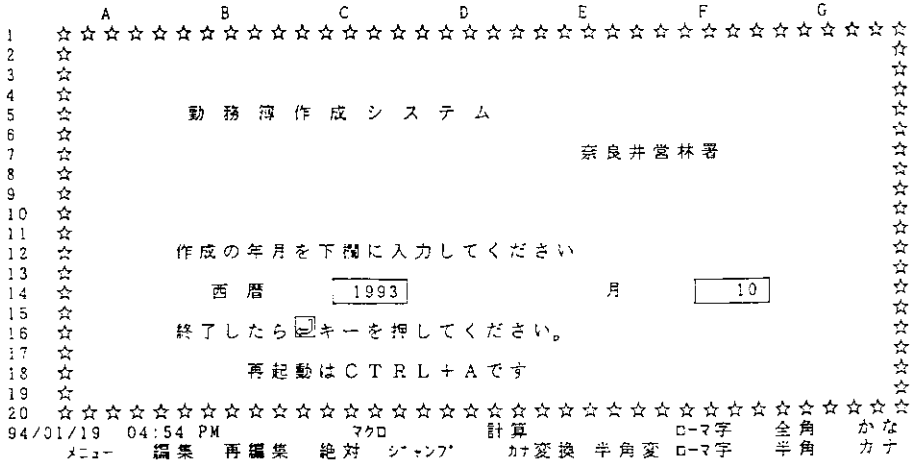 A B C D E F G
1 ☆☆☆☆☆☆☆☆☆☆☆☆☆☆☆☆☆☆☆☆☆☆☆☆☆☆☆☆☆☆☆☆☆☆☆☆
2 ☆ ☆
3 ☆ ☆
4 ☆ ☆
5 ☆ 勤務簿作成システム ☆
6 ☆ ☆
7 ☆ 奈良井営林署 ☆
8 ☆ ☆
9 ☆ ☆
10 ☆ ☆
11 ☆ ☆
12 ☆ 作成の年月を下欄に入力してください ☆
13 ☆ ☆
14 ☆ 西暦 1993 月 10 ☆
15 ☆ ☆
16 ☆ 終了したら⏎キーを押してください。 ☆
17 ☆ ☆
18 ☆ 再起動はCTRL+Aです ☆
19 ☆ ☆
20 ☆☆☆☆☆☆☆☆☆☆☆☆☆☆☆☆☆☆☆☆☆☆☆☆☆☆☆☆☆☆☆☆☆☆☆☆
94/01/19 04:54 PM マクロ 計算 ローマ字 全角 かな
メニュー 編集 再編集 絶対 ジャンプ カナ変換 半角変 ローマ字 半角 カナ